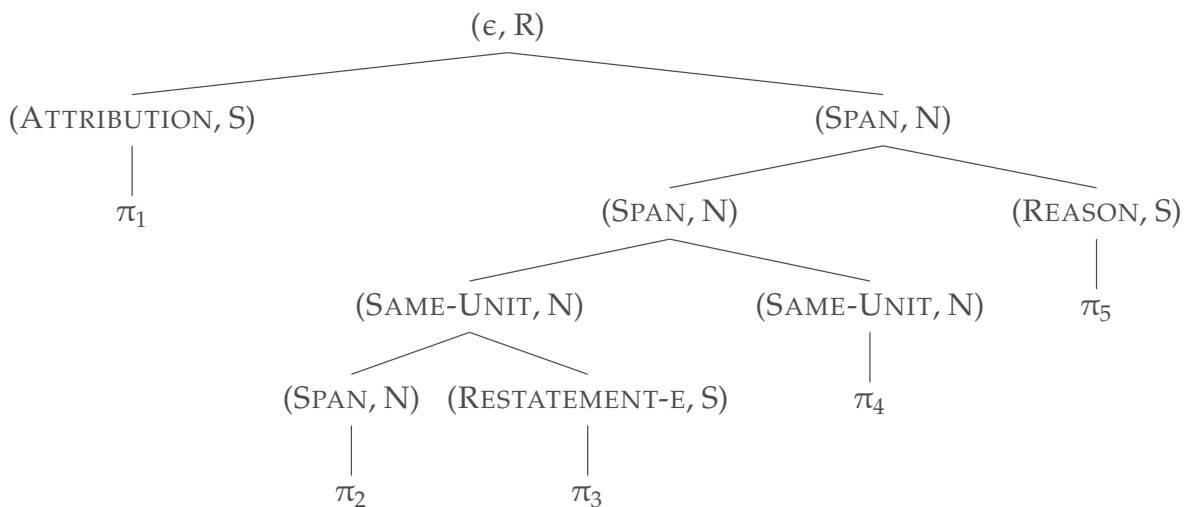 (ϵ, R)
(ATTRIBUTION, S) (SPAN, N)
π₁ (SPAN, N) (REASON, S)
(SAME-UNIT, N) (SAME-UNIT, N) π₅
(SPAN, N) (RESTATEMENT-E, S) π₄
π₂ π₃